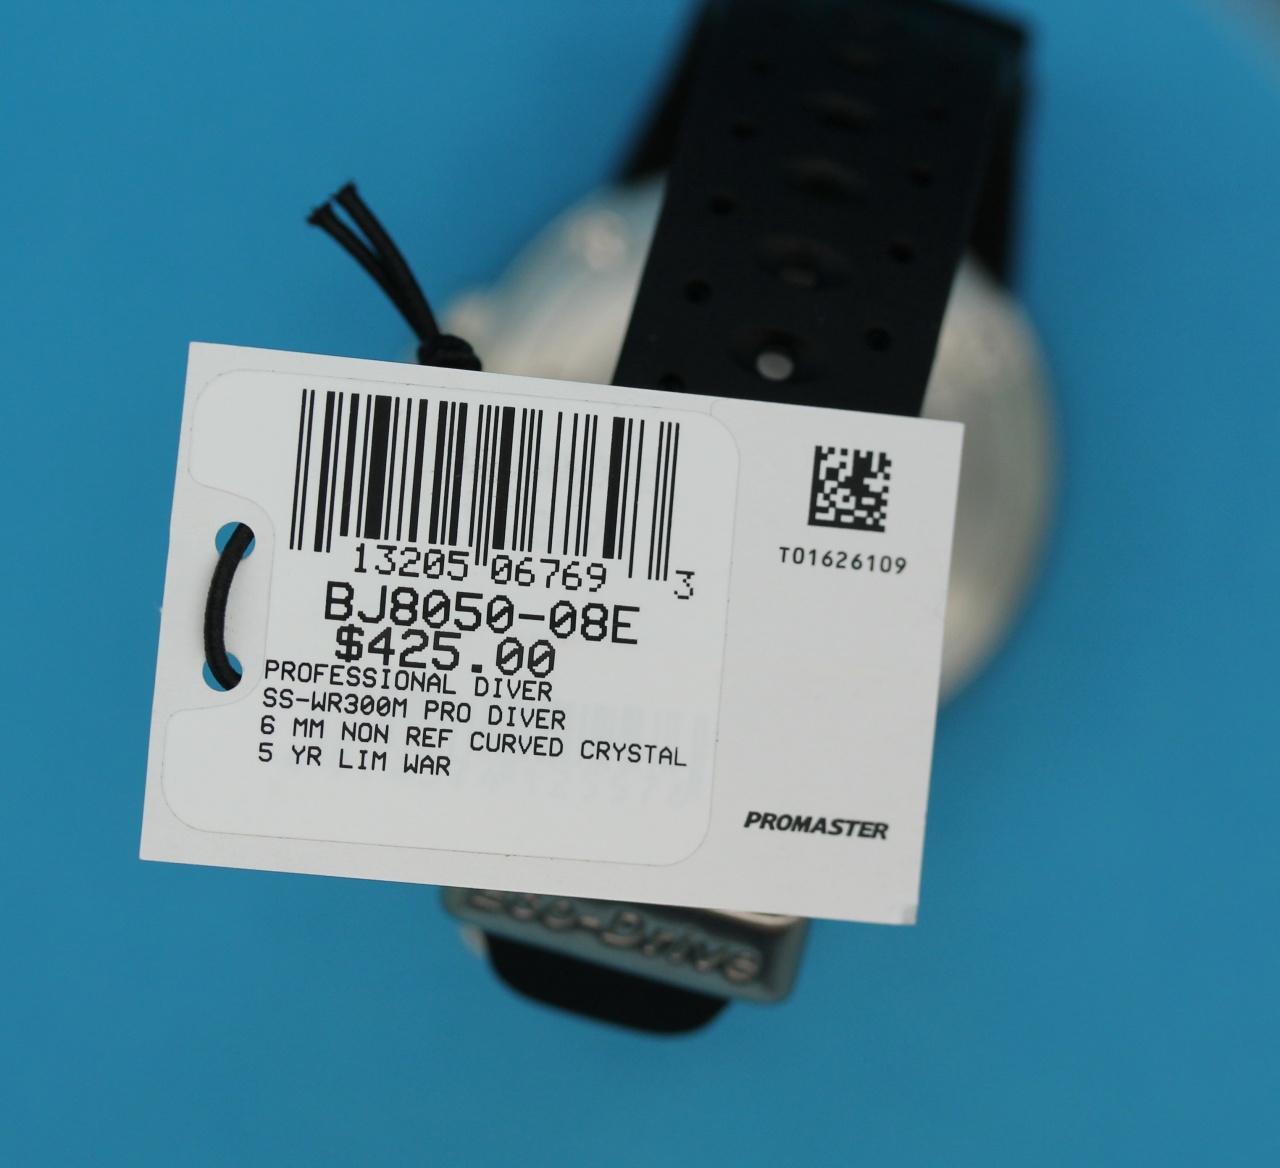 13205 06769 3
BJ8050-08E
$425.00
PROFESSIONAL DIVER
SS-WR300M PRO DIVER
6 MM NON REF CURVED CRYSTAL
5 YR LIM WAR
T01626109
PROMASTER
Eco-Drive